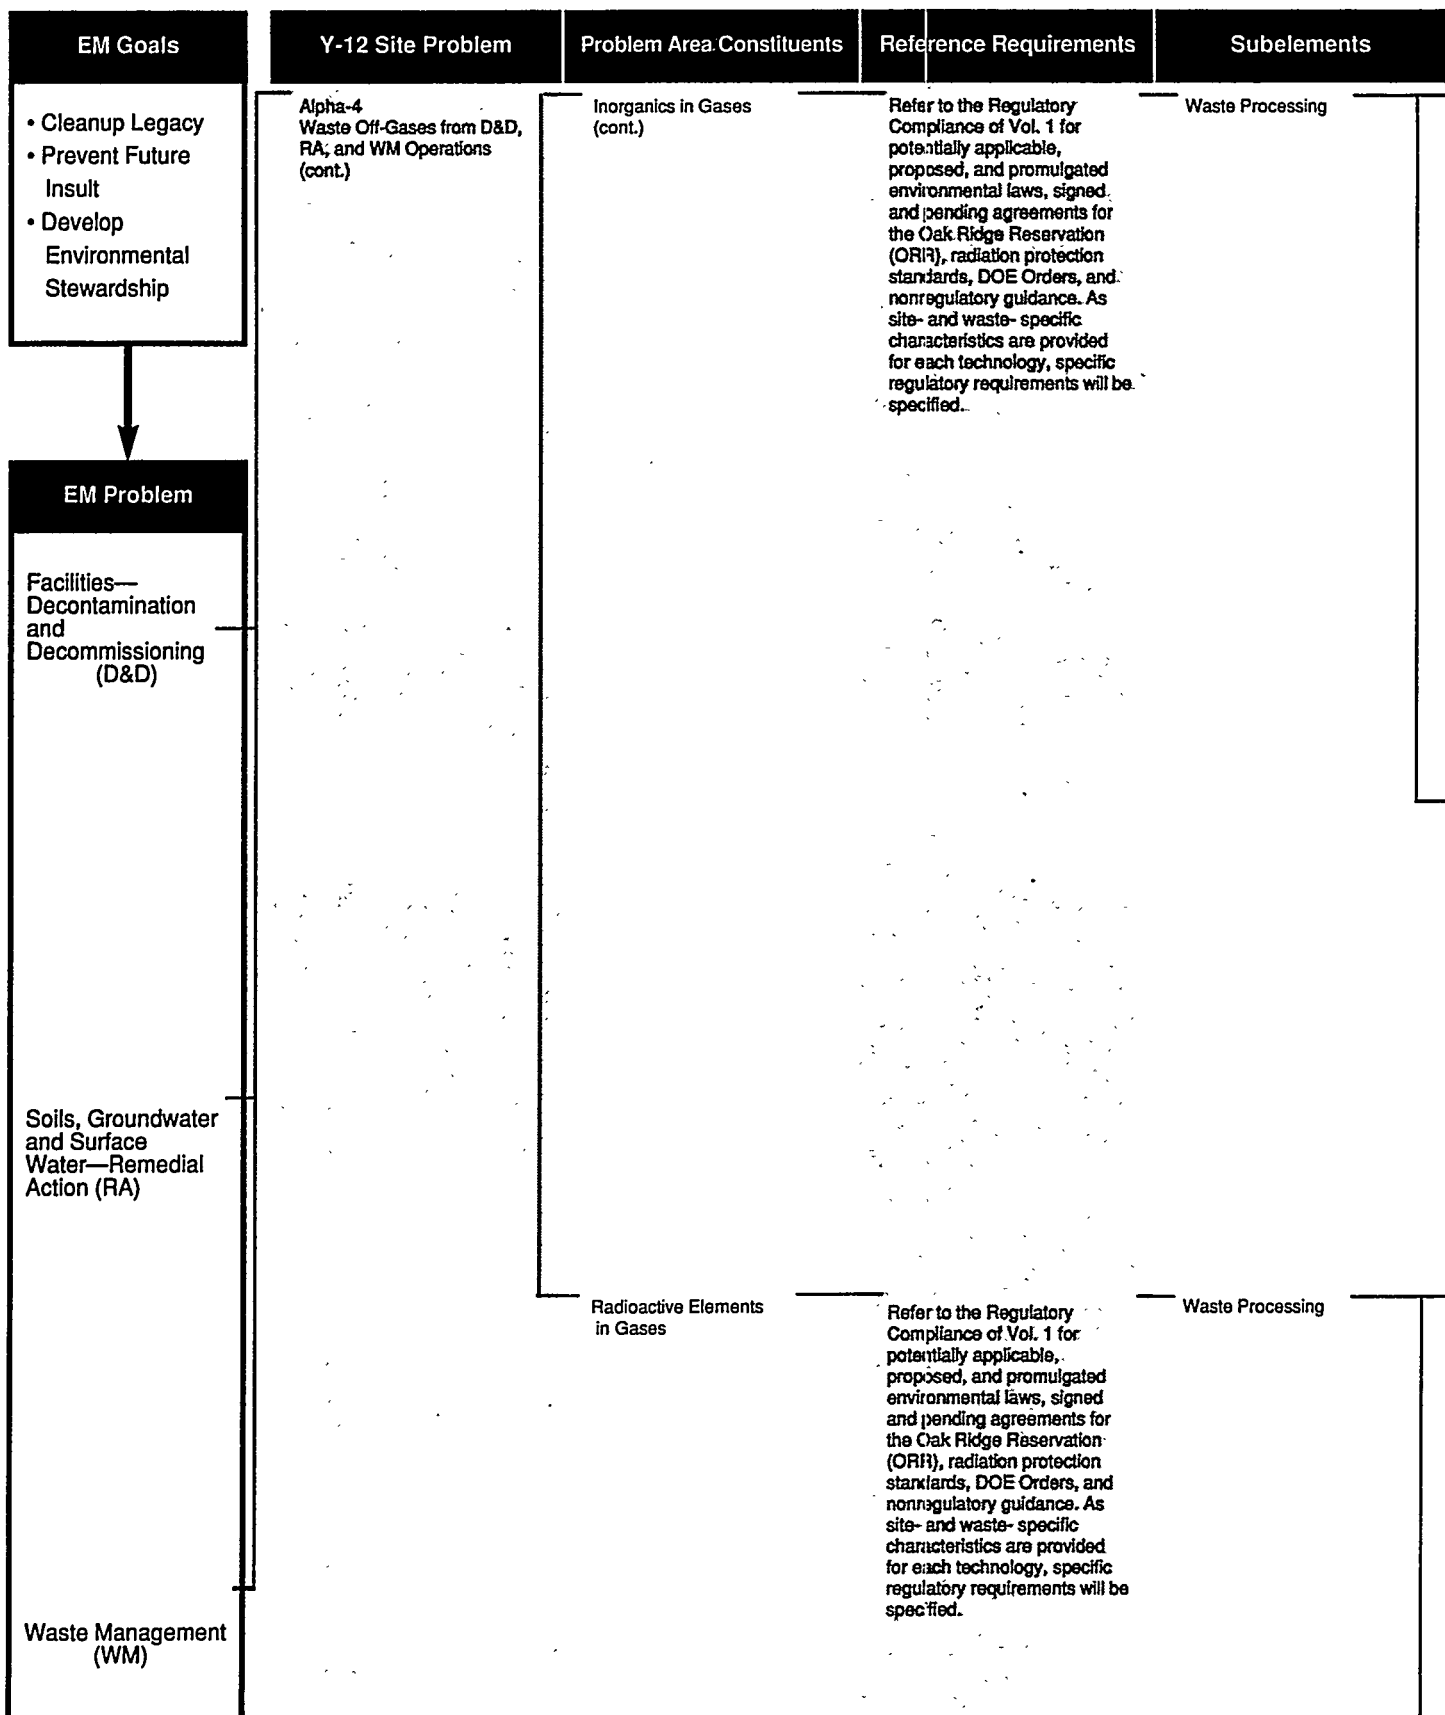 EM Goals
• Cleanup Legacy
• Prevent Future
Insult
• Develop
Environmental
Stewardship
EM Problem
Facilities—
Decontamination
and
Decommissioning
(D&D)
Soils, Groundwater
and Surface
Water—Remedial
Action (RA)
Waste Management
(WM)
Y-12 Site Problem
Alpha-4
Waste Off-Gases from D&D,
RA, and WM Operations
(cont.)
Problem Area Constituents
Inorganics in Gases
(cont.)
Radioactive Elements
in Gases
Reference Requirements
Refer to the Regulatory
Compliance of Vol. 1 for
potentially applicable,
proposed, and promulgated
environmental laws, signed
and pending agreements for
the Oak Ridge Reservation
(ORR), radiation protection
standards, DOE Orders, and
nonregulatory guidance. As
site- and waste- specific
characteristics are provided
for each technology, specific
regulatory requirements will be
specified.
Refer to the Regulatory
Compliance of Vol. 1 for
potentially applicable,
proposed, and promulgated
environmental laws, signed
and pending agreements for
the Oak Ridge Reservation
(ORR), radiation protection
standards, DOE Orders, and
nonregulatory guidance. As
site- and waste- specific
characteristics are provided
for each technology, specific
regulatory requirements will be
specified.
Subelements
Waste Processing
Waste Processing